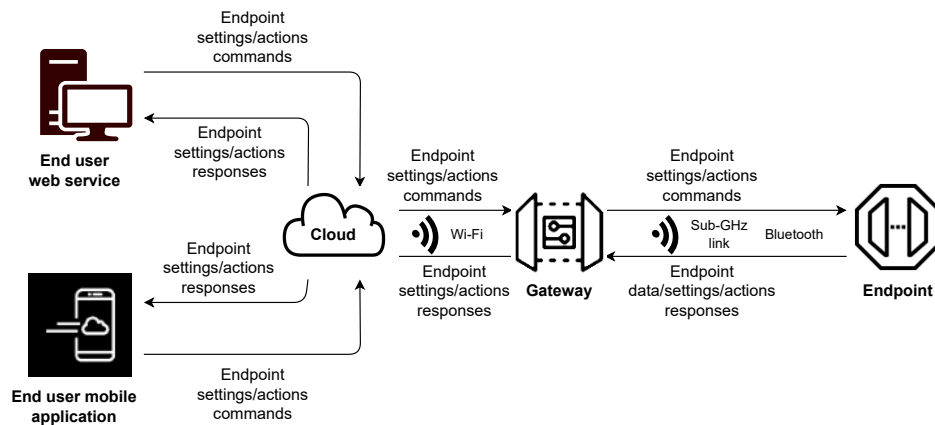 Endpoint
settings/actions
commands
Endpoint
settings/actions
responses
End user
web service
Endpoint
settings/actions
commands
Endpoint
settings/actions
commands
Cloud
Wi-Fi
Sub-GHz
link
Bluetooth
Endpoint
settings/actions
responses
Endpoint
settings/actions
responses
Gateway
Endpoint
data/settings/actions
responses
Endpoint
End user mobile
application
Endpoint
settings/actions
commands